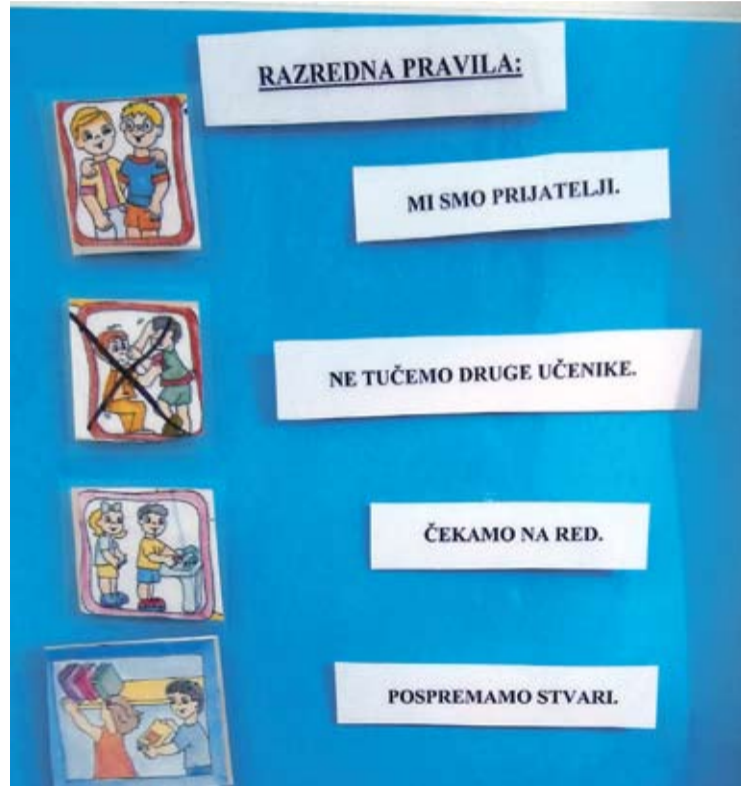 RAZREDNA PRAVILA:
MI SMO PRIJATELJI.
NE TUČEMO DRUGE UČENIKE.
ČEKAMO NA RED.
POSPREMAMO STVARI.